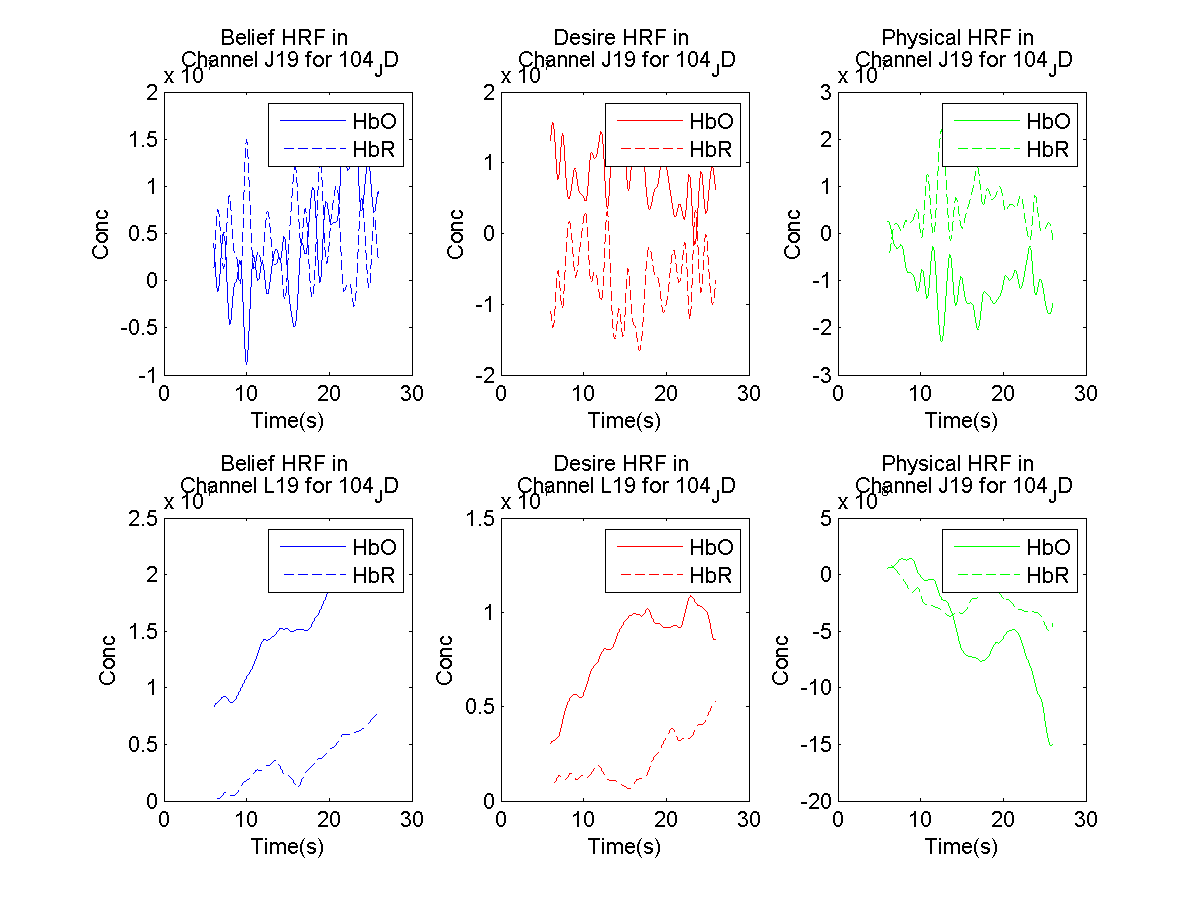 Belief HRF in
Channel J19 for 104JD
x 10
2
1.5
1
0.5
0
-0.5
-1
0 10 20 30
Conc
Time(s)
HbO
HbR
Desire HRF in
Channel J19 for 104JD
x 10
2
1
0
-1
-2
0 10 20 30
Conc
Time(s)
HbO
HbR
Physical HRF in
Channel J19 for 104JD
x 10
3
2
1
0
-1
-2
-3
0 10 20 30
Conc
Time(s)
HbO
HbR
Belief HRF in
Channel L19 for 104JD
x 10
2.5
2
1.5
1
0.5
0
0 10 20 30
Conc
Time(s)
HbO
HbR
Desire HRF in
Channel L19 for 104JD
x 10
1.5
1
0.5
0
0 10 20 30
Conc
Time(s)
HbO
HbR
Physical HRF in
Channel J19 for 104JD
x 10
5
0
-5
-10
-15
-20
0 10 20 30
Conc
Time(s)
HbO
HbR